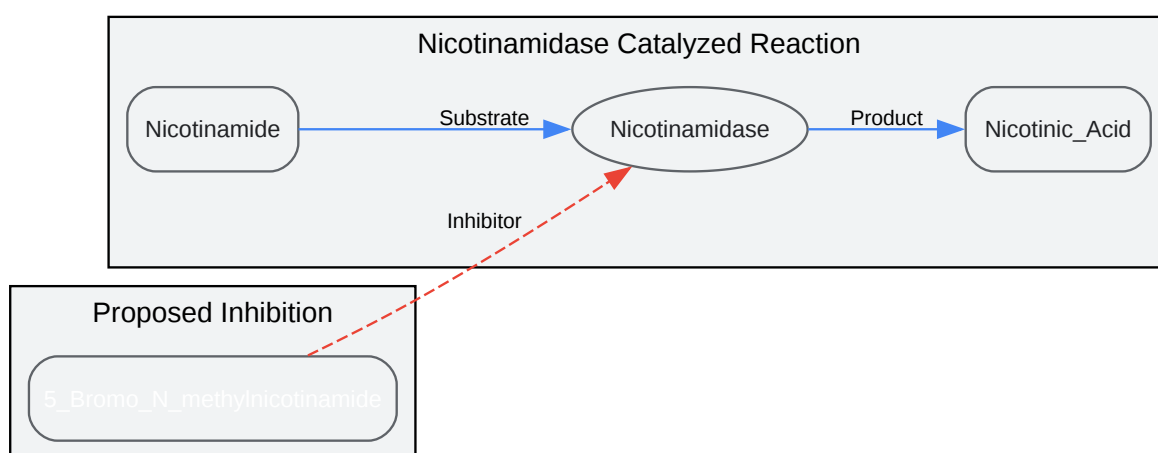 Nicotinamidase Catalyzed Reaction
Nicotinamide
Substrate
Nicotinamidase
Product
Nicotinic_Acid
Inhibitor
Proposed Inhibition
5_Bromo_N_methylnicotinamide